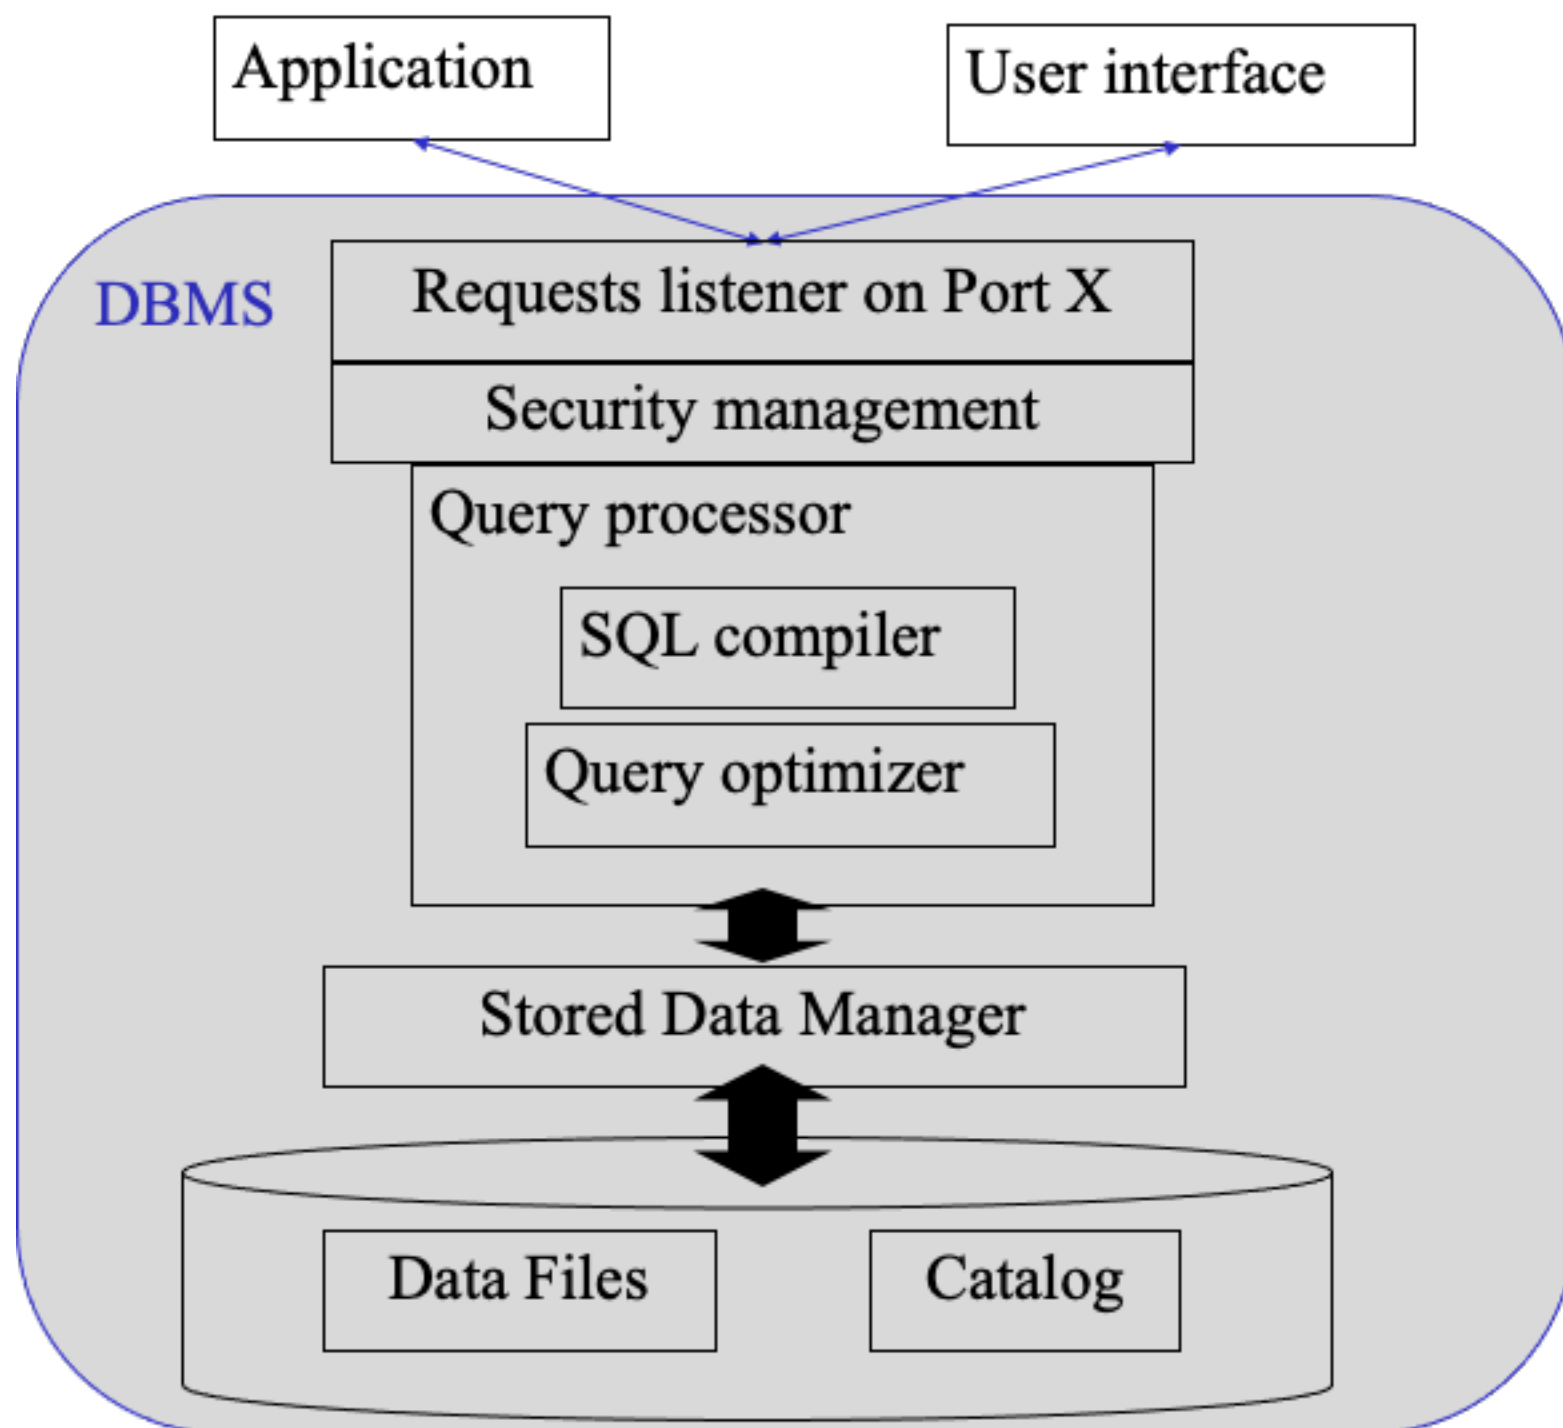 Application
User interface
DBMS
Requests listener on Port X
Security management
Query processor
SQL compiler
Query optimizer
Stored Data Manager
Data Files
Catalog